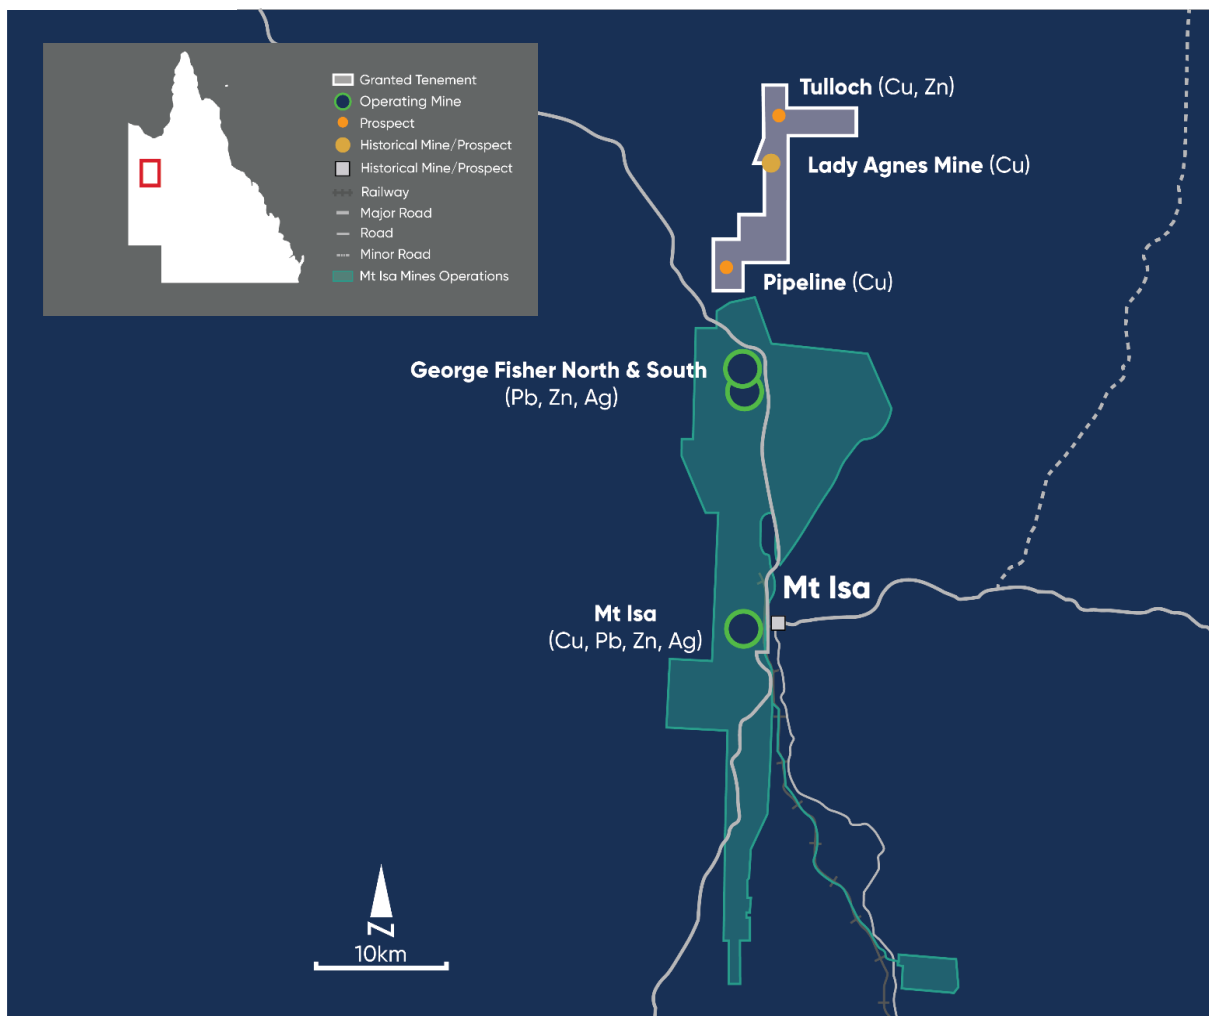 Granted Tenement
Operating Mine
Prospect
Historical Mine/Prospect
Historical Mine/Prospect
Railway
Major Road
Road
Minor Road
Mt Isa Mines Operations
Tulloch (Cu, Zn)
Lady Agnes Mine (Cu)
Pipeline (Cu)
George Fisher North & South
(Pb, Zn, Ag)
Mt Isa
Mt Isa
(Cu, Pb, Zn, Ag)
N
10km